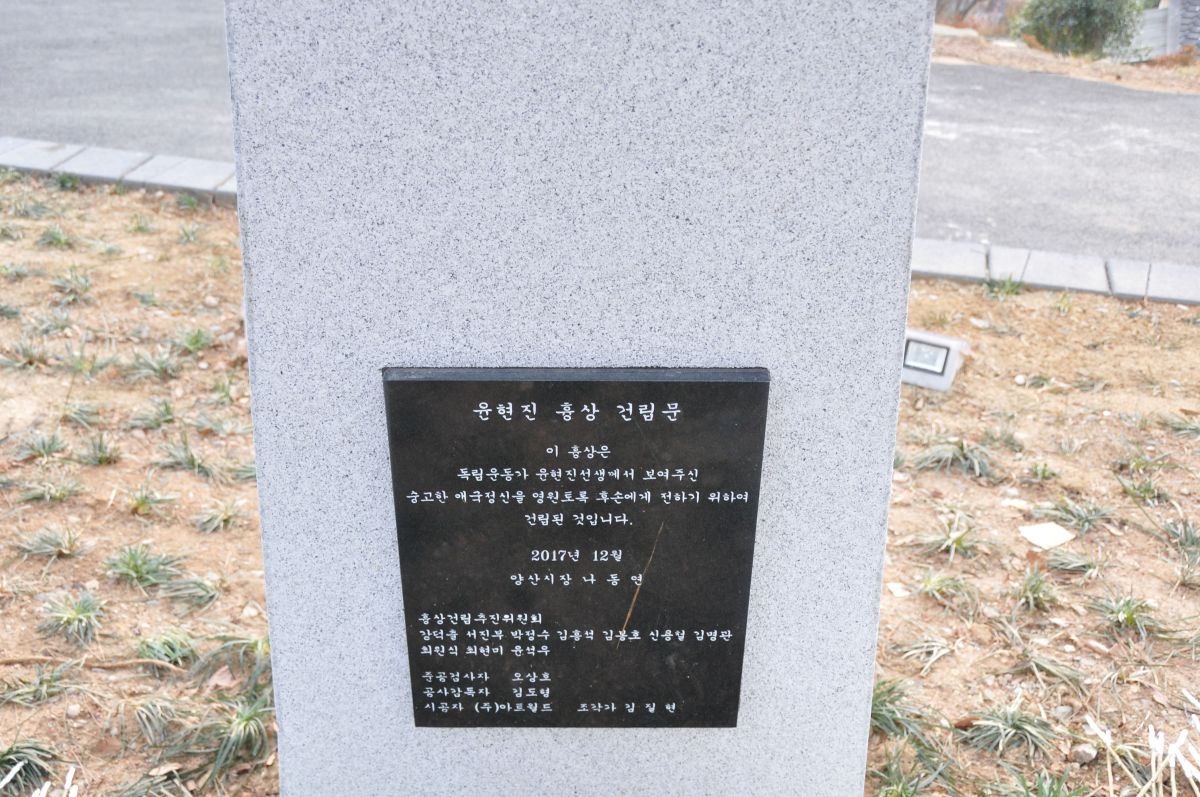 윤현진 흉상 건립문
이 흉상은
독립운동가 윤현진선생께서 보여주신
숭고한 애국정신을 영원토록 후손에게 전하기 위하여
건립된 것입니다.
2017년 12월
양산시장 나 동 연
흉상건립추진위원회
강덕출 서진부 박정수 김흥석 김봉호 신용철 김명관
최원식 최현미 윤석우
준공검사자 오상호
공사감독자 김도형
시공자 (주)아트월드 조각가 김 길 현